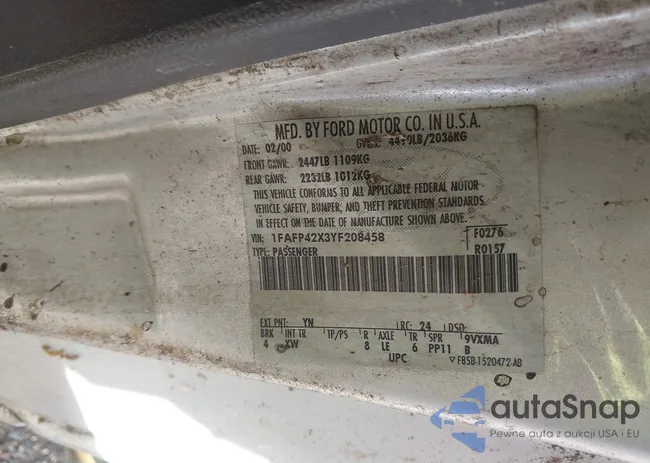 MFD. BY FORD MOTOR CO. IN U.S.A.
DATE: 02/00 GVWR: 4490LB/2036KG
FRONT GAWR: 2447LB 1109KG
REAR GAWR: 2232LB 1012KG
THIS VEHICLE CONFORMS TO ALL APPLICABLE FEDERAL MOTOR
VEHICLE SAFETY, BUMPER, AND THEFT PREVENTION STANDARDS
IN EFFECT ON THE DATE OF MANUFACTURE SHOWN ABOVE.
VIN: 1FAFP42X3YF208458 F0276
TYPE: PASSENGER R0157
EXT PNT: YN RC: 24 DSO:
BRK INT TR TP/PS R AXLE TR SPR 9VXMA
4 XW 8 LE 6 PP11 B
UPC F85B-1520472-AB
autoSnap
Pewne auta z aukcji USA i EU